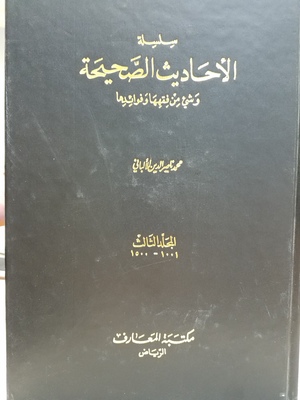 سلسلة
الأحاديث الصحيحة
وشيء من فقهها وفوائدها
محمد ناصر الدين الألباني
المجلد الثالث
١٠٠١ - ١٥٠٠
مكتبة المعارف
الرياض